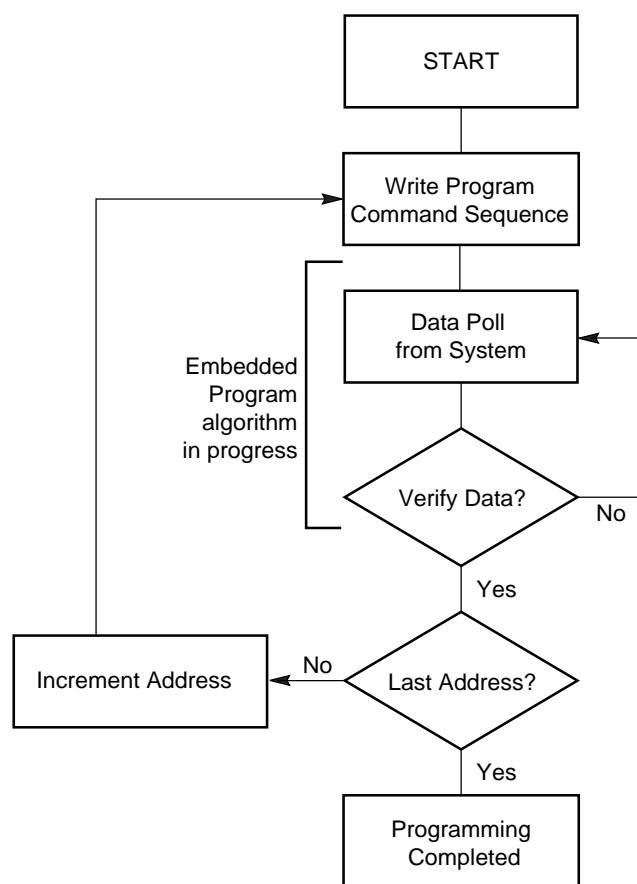 START
Write Program
Command Sequence
Data Poll
from System
Embedded
Program
algorithm
in progress
Verify Data?
No
Yes
Increment Address
No
Last Address?
Yes
Programming
Completed